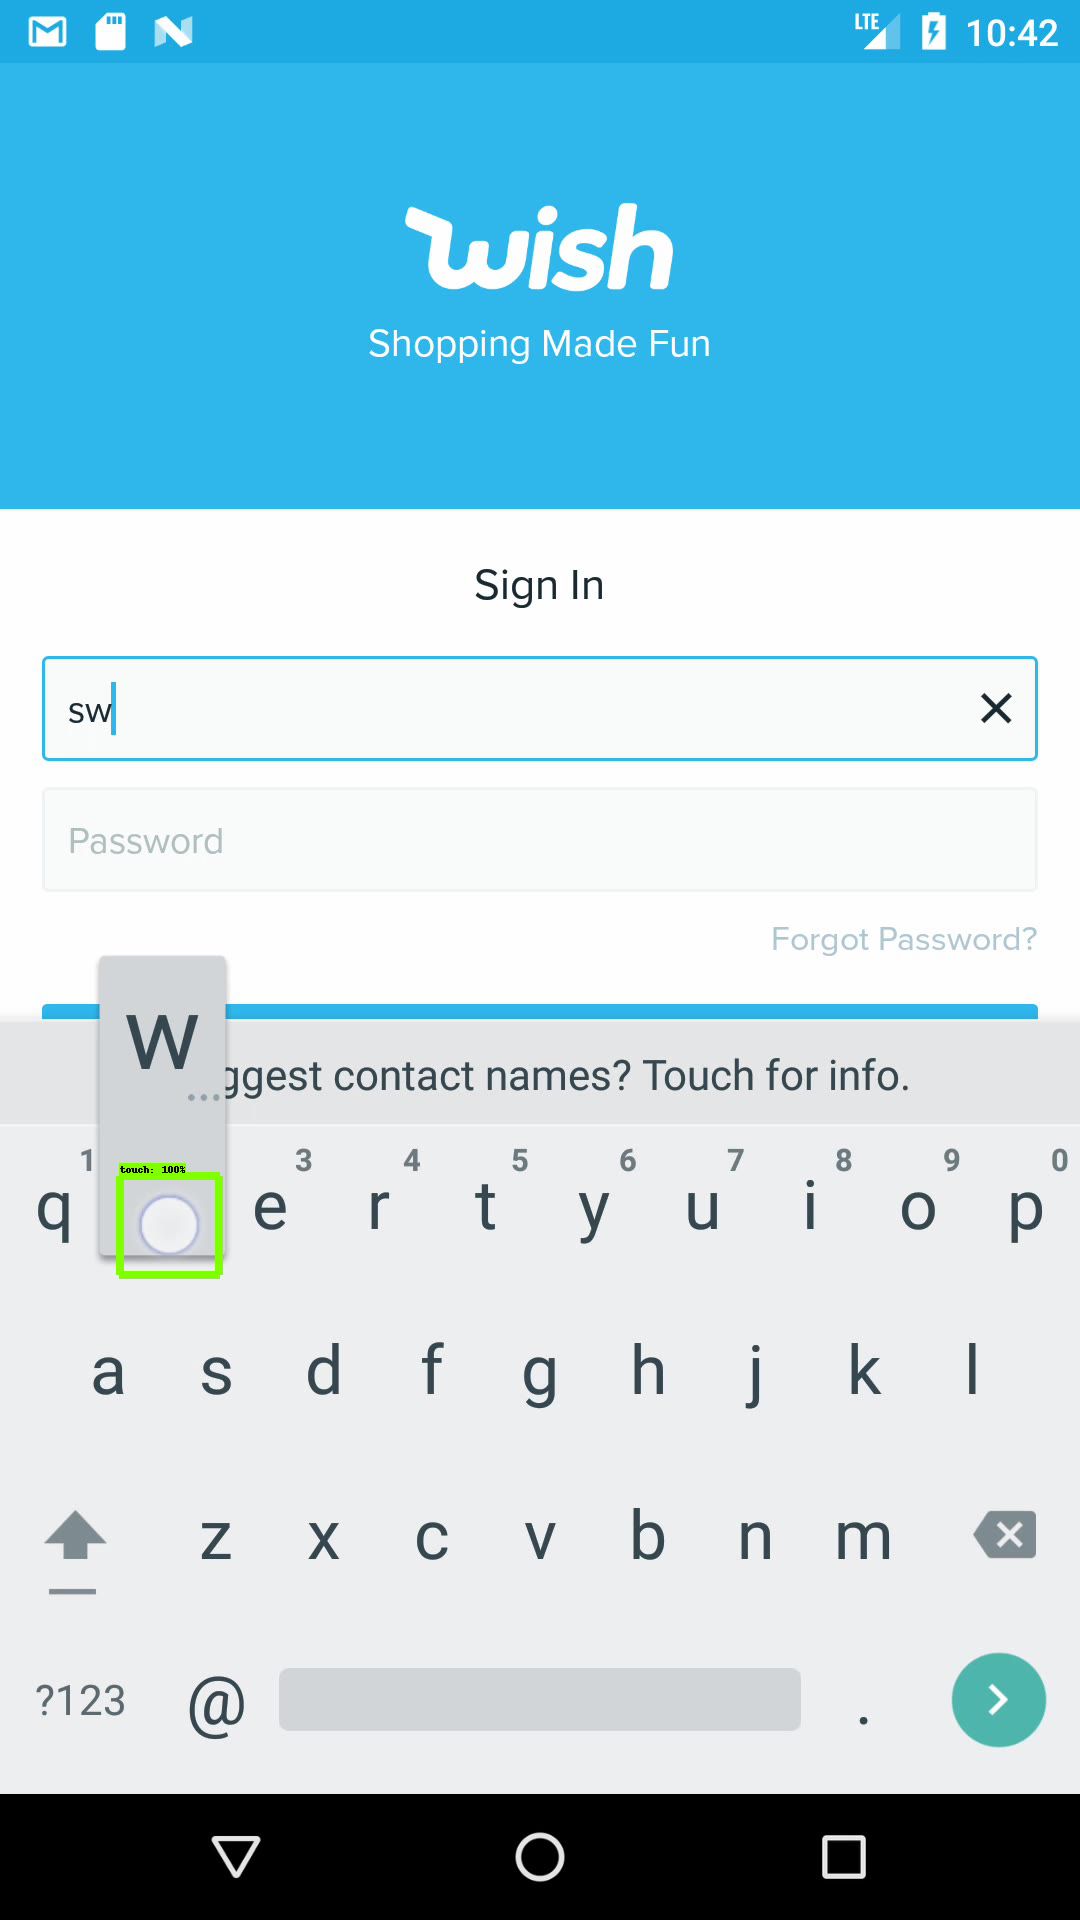 LTE 10:42
wish
Shopping Made Fun
Sign In
sw
Password
Forgot Password?
w
...
ggest contact names? Touch for info.
touch: 100%
1 3 4 5 6 7 8 9 0
q e r t y u i o p
a s d f g h j k l
z x c v b n m
?123 @ .